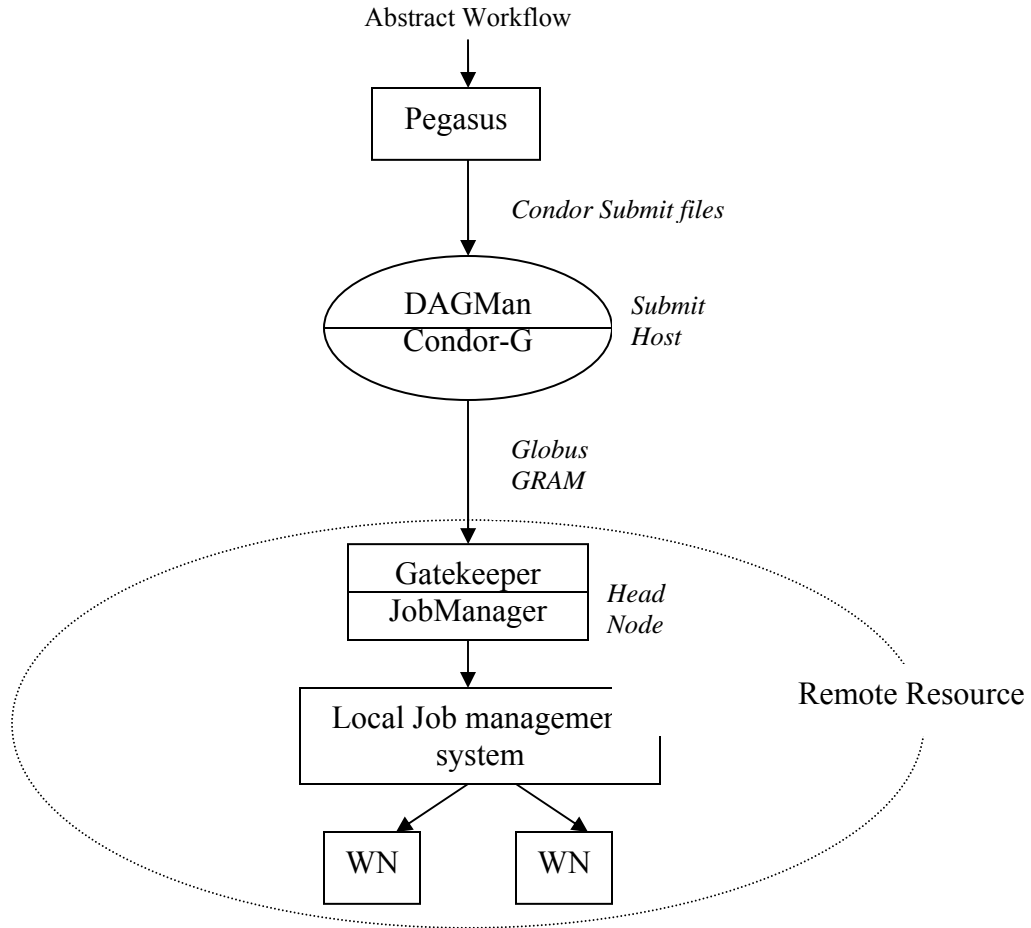 Abstract Workflow
Pegasus
Condor Submit files
DAGMan
Condor-G
Submit
Host
Globus
GRAM
Gatekeeper
JobManager
Head
Node
Remote Resource
Local Job
system
WN
WN